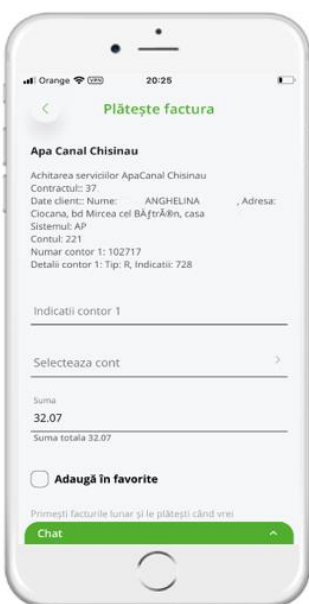 Orange VPN 20:25
Plătește factura
Apa Canal Chisinau
Achitarea serviciilor ApaCanal Chisinau
Contractul:: 37.
Date client:: Nume: ANGHELINA , Adresa:
Ciocana, bd Mircea cel BÄƒtrÃ®n, casa
Sistemul: AP
Contul: 221
Numar contor 1: 102717
Detalii contor 1: Tip: R, Indicatii: 728
Indicatii contor 1
Selecteaza cont
Suma
32.07
Suma totala 32.07
Adaugă în favorite
Primești facturile lunar și le plătești când vrei
Chat